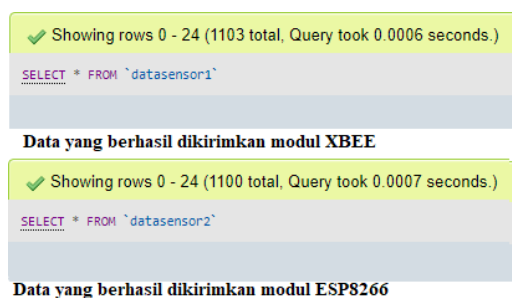 Showing rows 0 - 24 (1103 total, Query took 0.0006 seconds.)
SELECT * FROM `datasensor1`
Data yang berhasil dikirimkan modul XBEE
Showing rows 0 - 24 (1100 total, Query took 0.0007 seconds.)
SELECT * FROM `datasensor2`
Data yang berhasil dikirimkan modul ESP8266